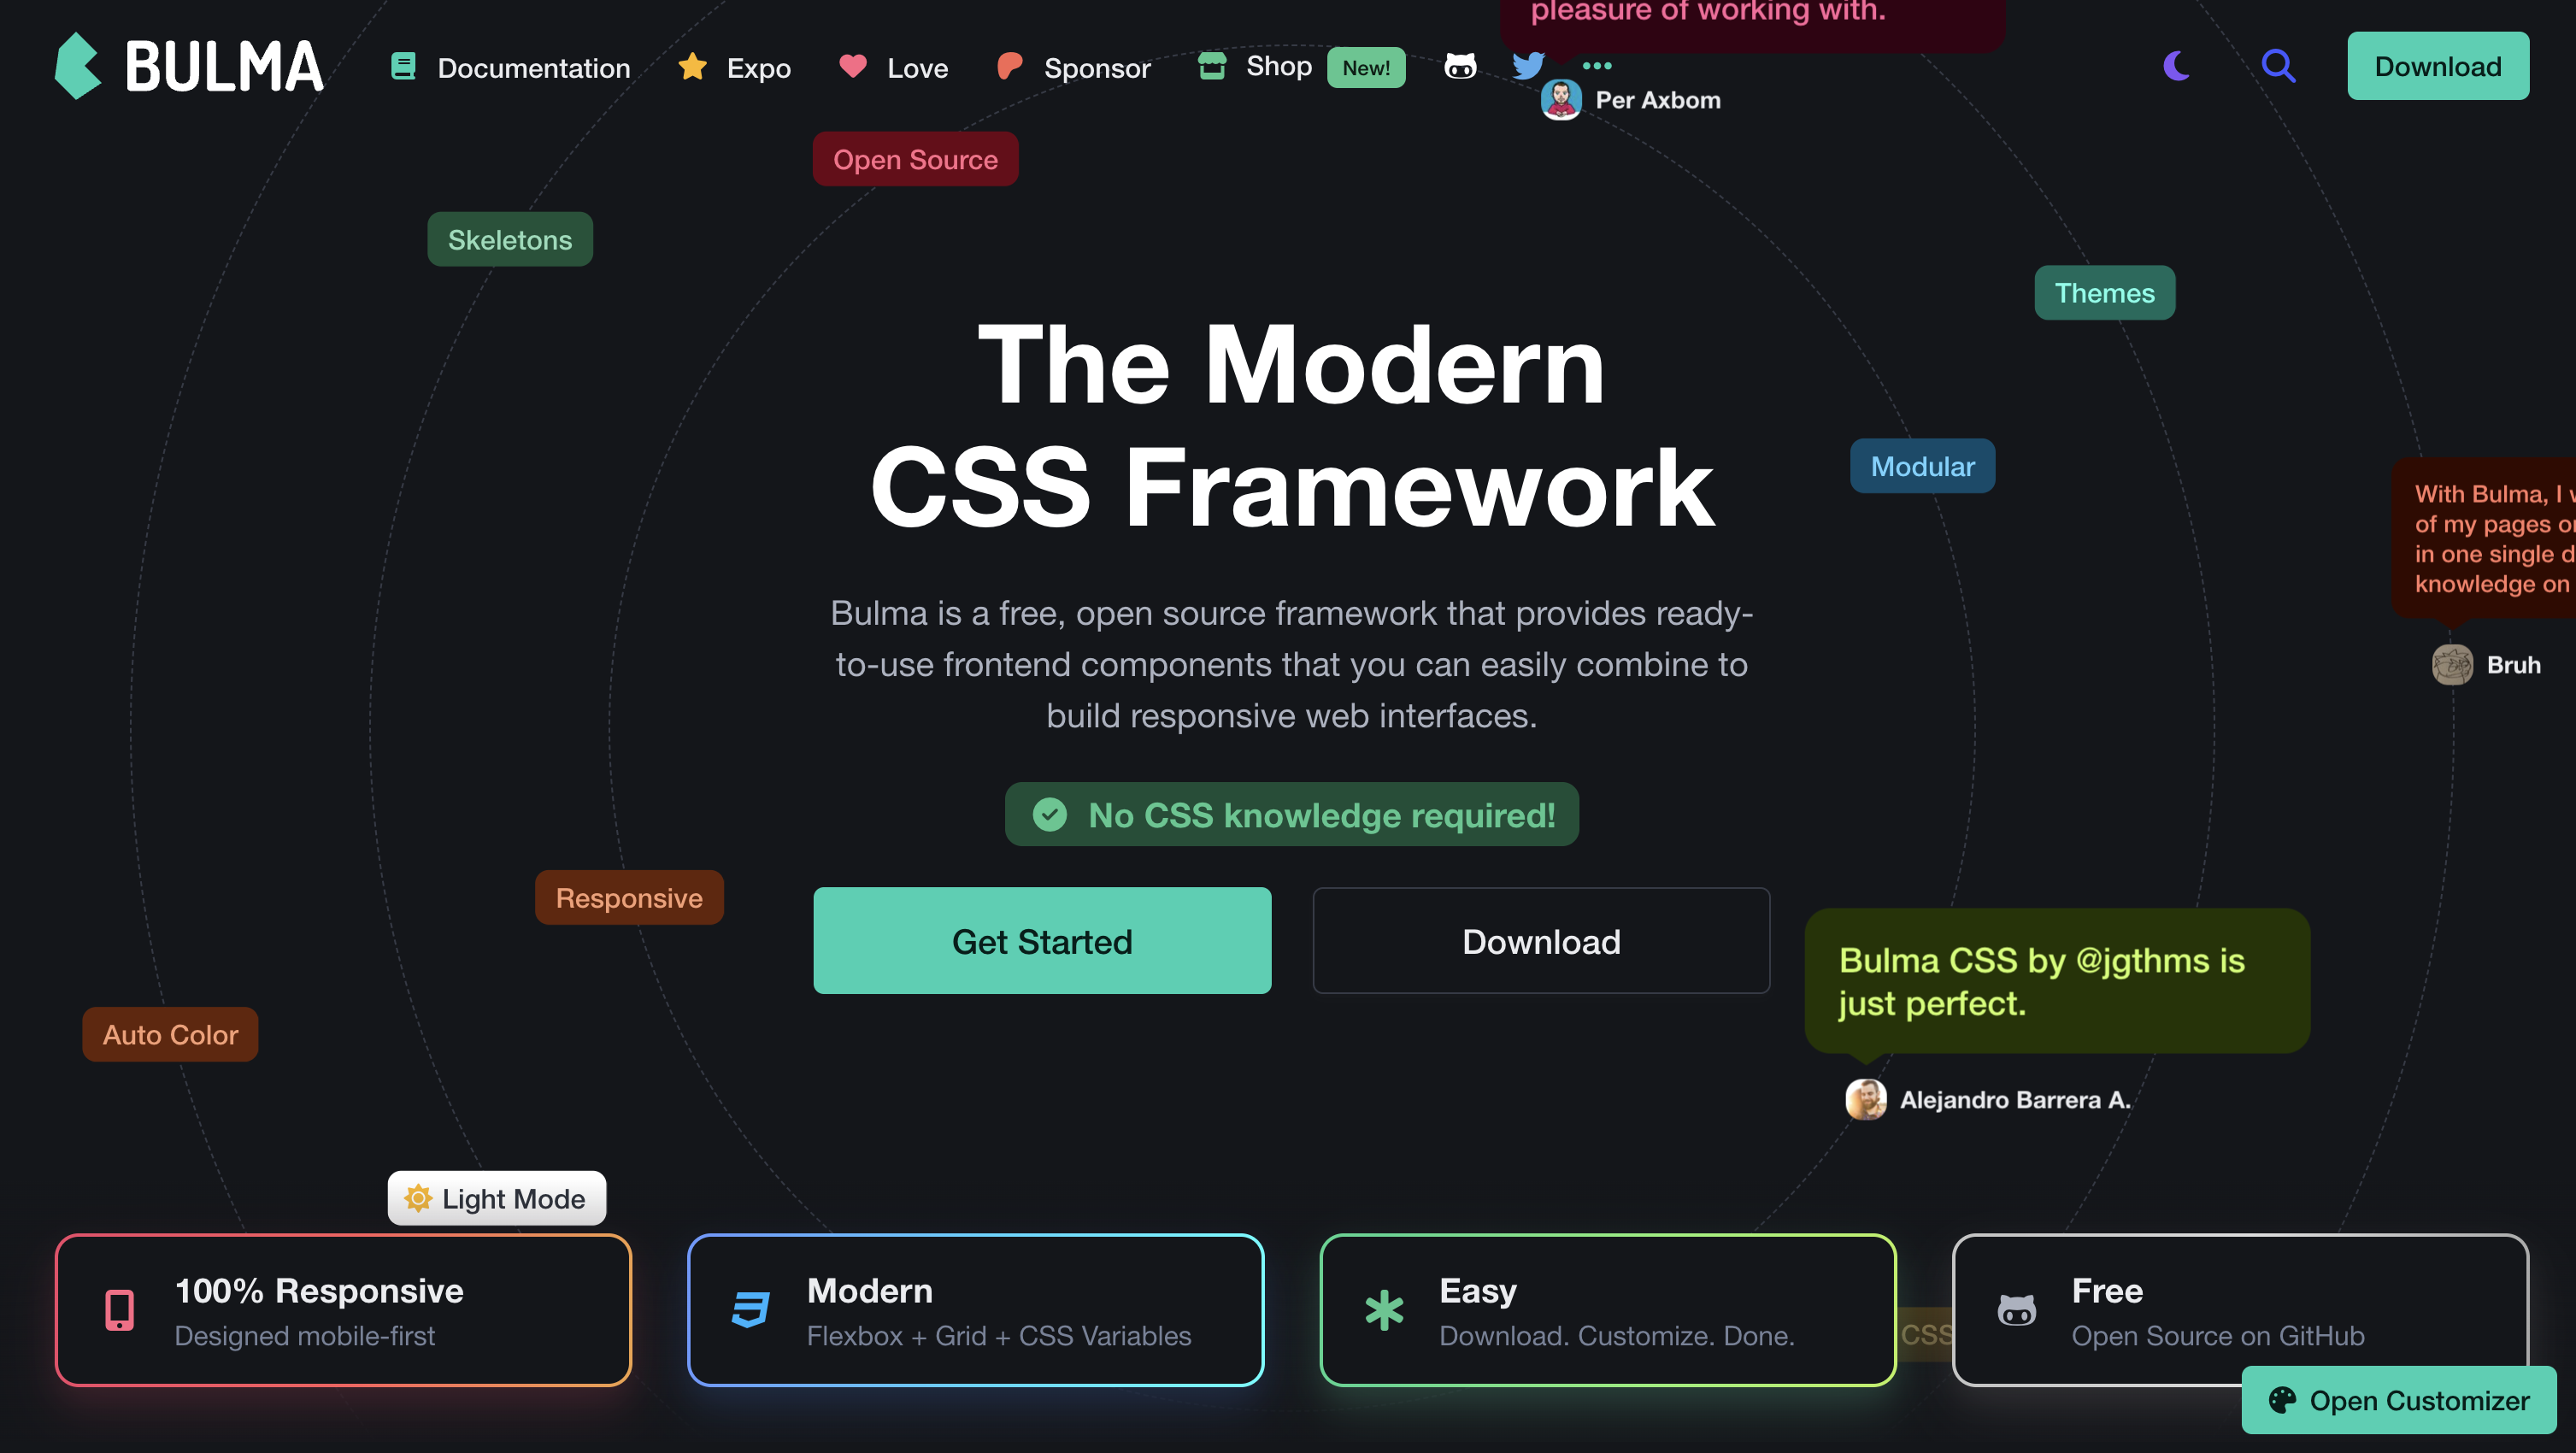 pleasure of working with.
BULMA
Documentation
Expo
Love
Sponsor
Shop
New!
Download
Per Axbom
Open Source
Skeletons
Themes
The Modern
CSS Framework
Modular
With Bulma, I
of my pages
in one single
knowledge on
Bruh
Bulma is a free, open source framework that provides ready-
to-use frontend components that you can easily combine to
build responsive web interfaces.
No CSS knowledge required!
Responsive
Get Started
Download
Bulma CSS by @jgthms is
just perfect.
Alejandro Barrera A.
Auto Color
Light Mode
100% Responsive
Designed mobile-first
Modern
Flexbox + Grid + CSS Variables
Easy
Download. Customize. Done.
CSS
Free
Open Source on GitHub
Open Customizer